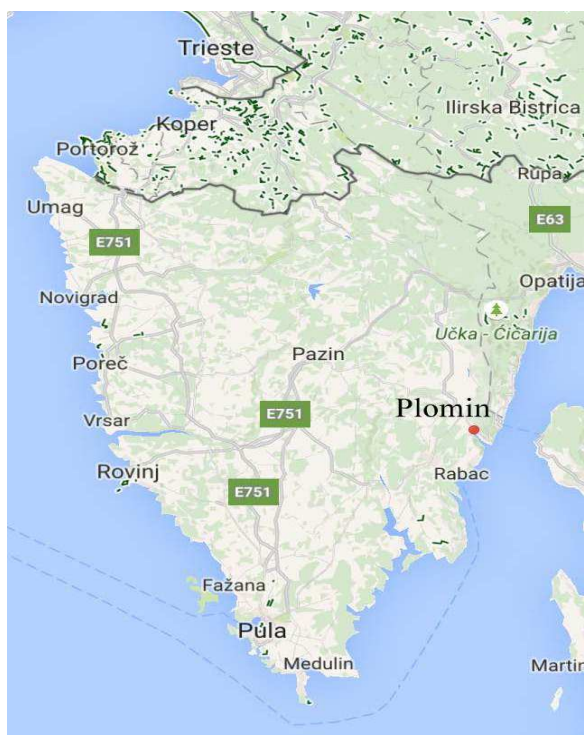 Trieste
Ilirska Bistrica
Koper
Portorož
Rupa
Umag
E63
E751
Opatija
Novigrad
Učka - Ćićarija
Pazin
Poreč
Plomin
E751
Vrsar
Rovinj
Rabac
E751
Fažana
Pula
Medulin
Martin